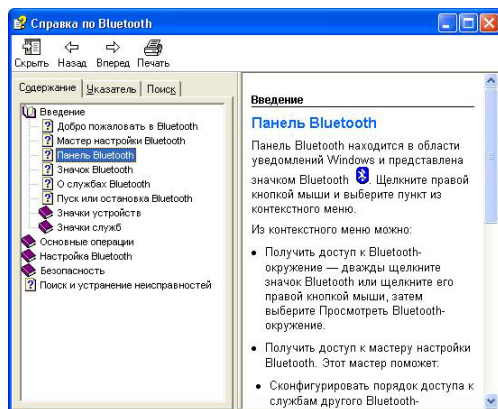 Справка по Bluetooth
Скрыть Назад Вперед Печать
Содержание Указатель Поиск
Введение
Добро пожаловать в Bluetooth
Мастер настройки Bluetooth
Панель Bluetooth
Значок Bluetooth
О службах Bluetooth
Пуск или остановка Bluetooth
Значки устройств
Значки служб
Основные операции
Настройка Bluetooth
Безопасность
Поиск и устранение неисправностей
Введение
Панель Bluetooth
Панель Bluetooth находится в области
уведомлений Windows и представлена
значком Bluetooth . Щелкните правой
кнопкой мыши и выберите пункт из
контекстного меню.
Из контекстного меню можно:
• Получить доступ к Bluetooth-
окружение — дважды щелкните
значок Bluetooth или щелкните его
правой кнопкой мыши, затем
выберите Просмотреть Bluetooth-
окружение.
• Получить доступ к мастеру настройки
Bluetooth. Этот мастер поможет:
• Сконфигурировать порядок доступа к
службам другого Bluetooth-